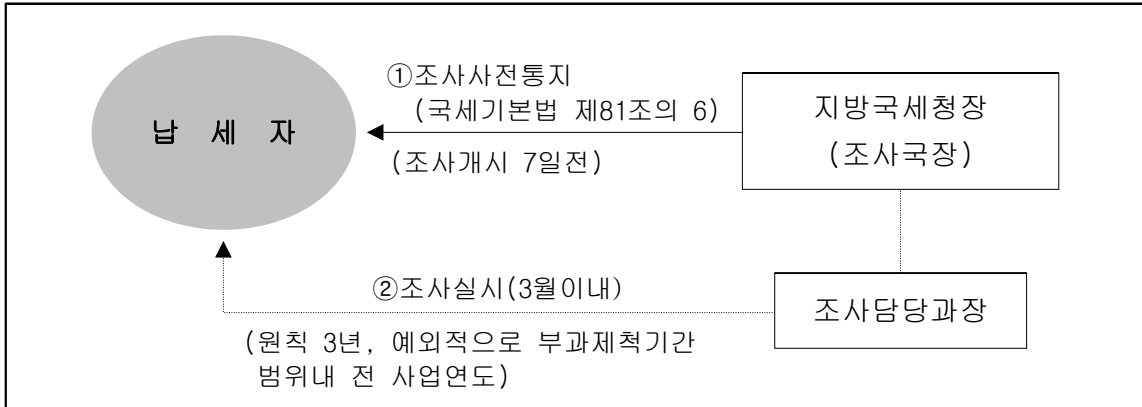 ①조사사전통지
(국세기본법 제81조의 6)
납 세 자
지방국세청장
(조사국장)
(조사개시 7일전)
②조사실시(3월이내)
조사담당과장
(원칙 3년, 예외적으로 부과제척기간
범위내 전 사업연도)